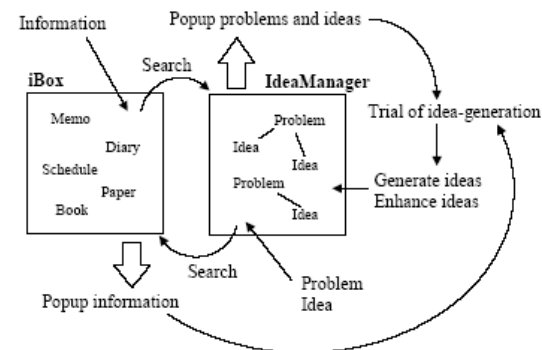 Information
Popup problems and ideas
Search
iBox
IdeaManager
Memo
Diary
Schedule
Paper
Book
Problem
Idea
Idea
Problem
Idea
Trial of idea-generation
Generate ideas
Enhance ideas
Search
Problem
Idea
Popup information